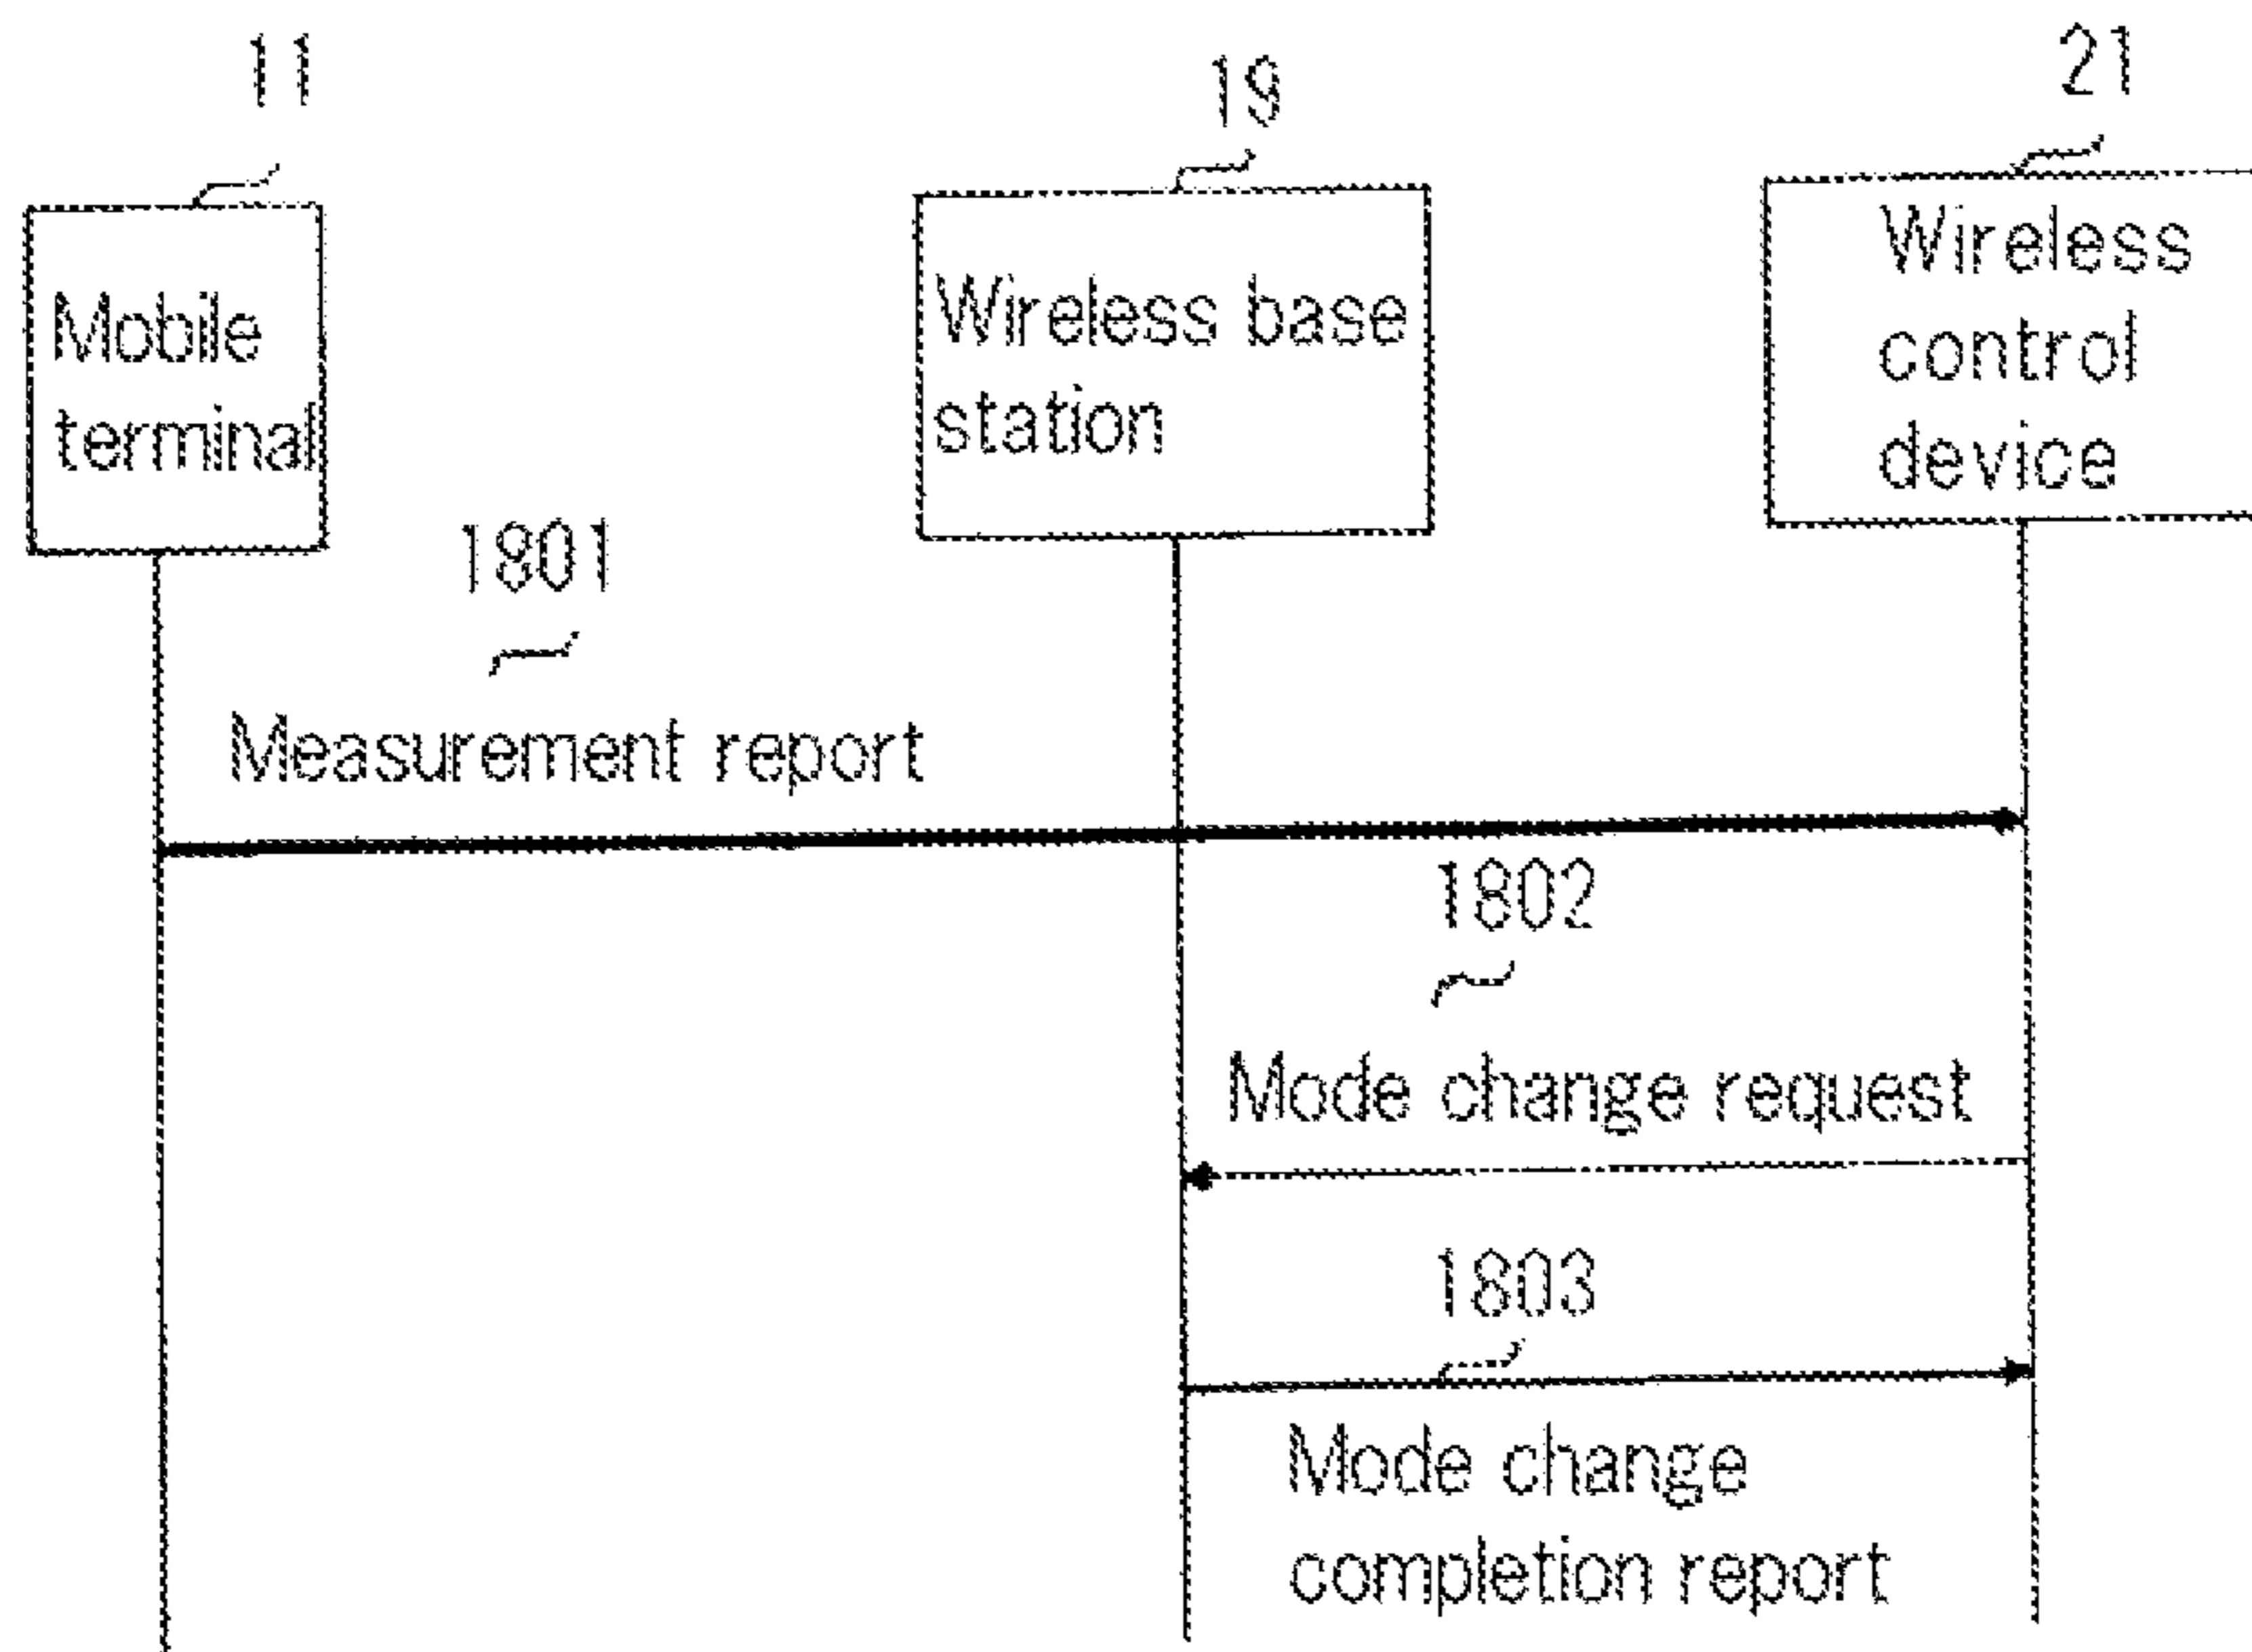 11
19
21
Mobile
terminal
Wireless base
station
Wireless
control
device
1801
Measurement report
1802
Mode change request
1803
Mode change
completion report